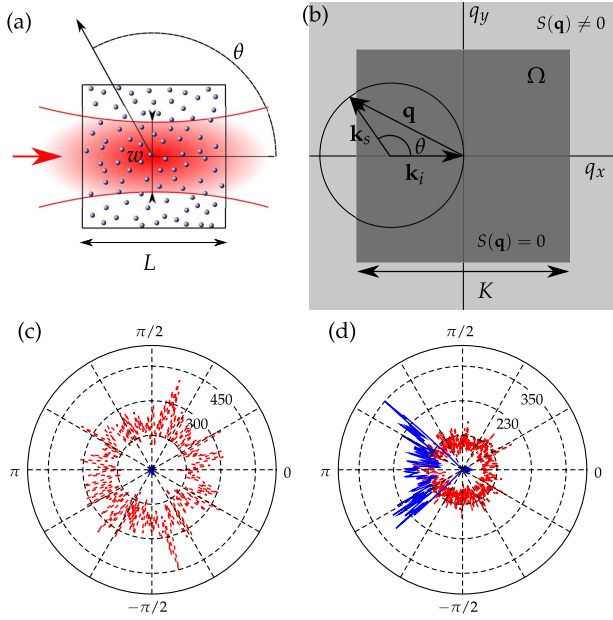 (a)
θ
w
L
(b)
q_y
S(q) ≠ 0
Ω
q
k_s
θ
k_i
q_x
S(q) = 0
K
(c)
π/2
450
300
π
0
−π/2
(d)
π/2
350
230
π
0
−π/2